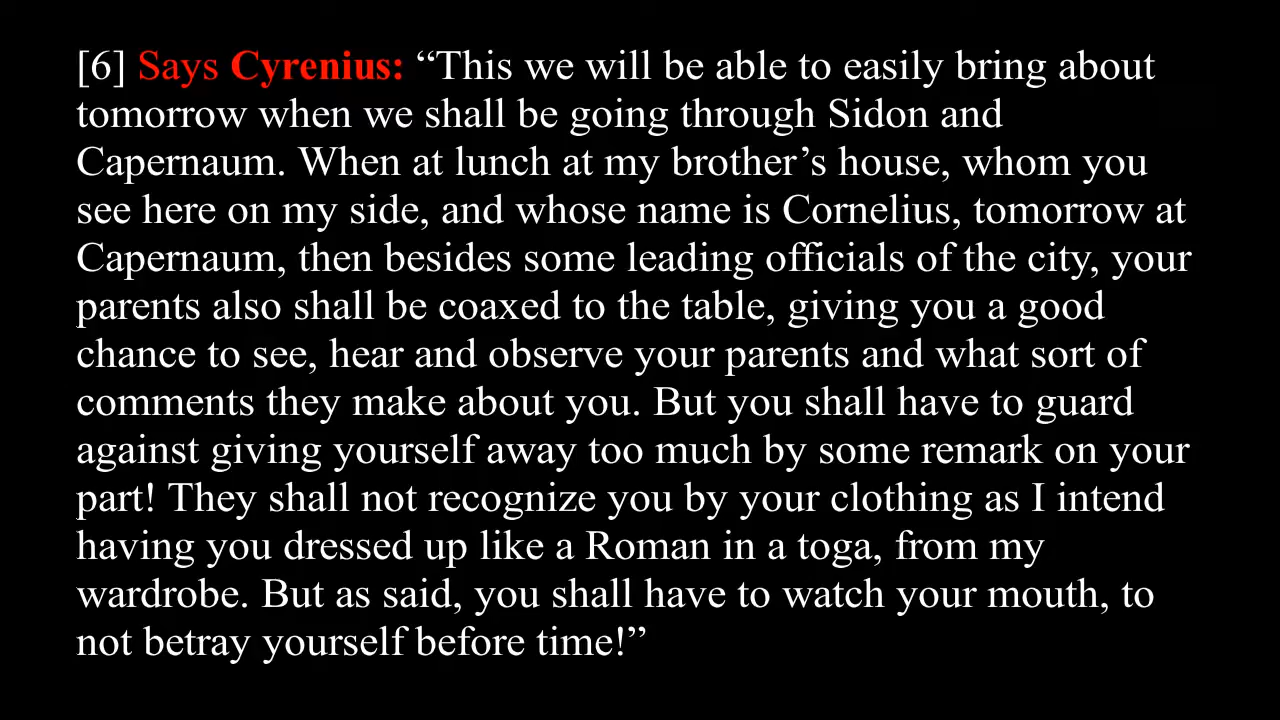 [6] Says Cyrenius: “This we will be able to easily bring about
tomorrow when we shall be going through Sidon and
Capernaum. When at lunch at my brother’s house, whom you
see here on my side, and whose name is Cornelius, tomorrow at
Capernaum, then besides some leading officials of the city, your
parents also shall be coaxed to the table, giving you a good
chance to see, hear and observe your parents and what sort of
comments they make about you. But you shall have to guard
against giving yourself away too much by some remark on your
part! They shall not recognize you by your clothing as I intend
having you dressed up like a Roman in a toga, from my
wardrobe. But as said, you shall have to watch your mouth, to
not betray yourself before time!”